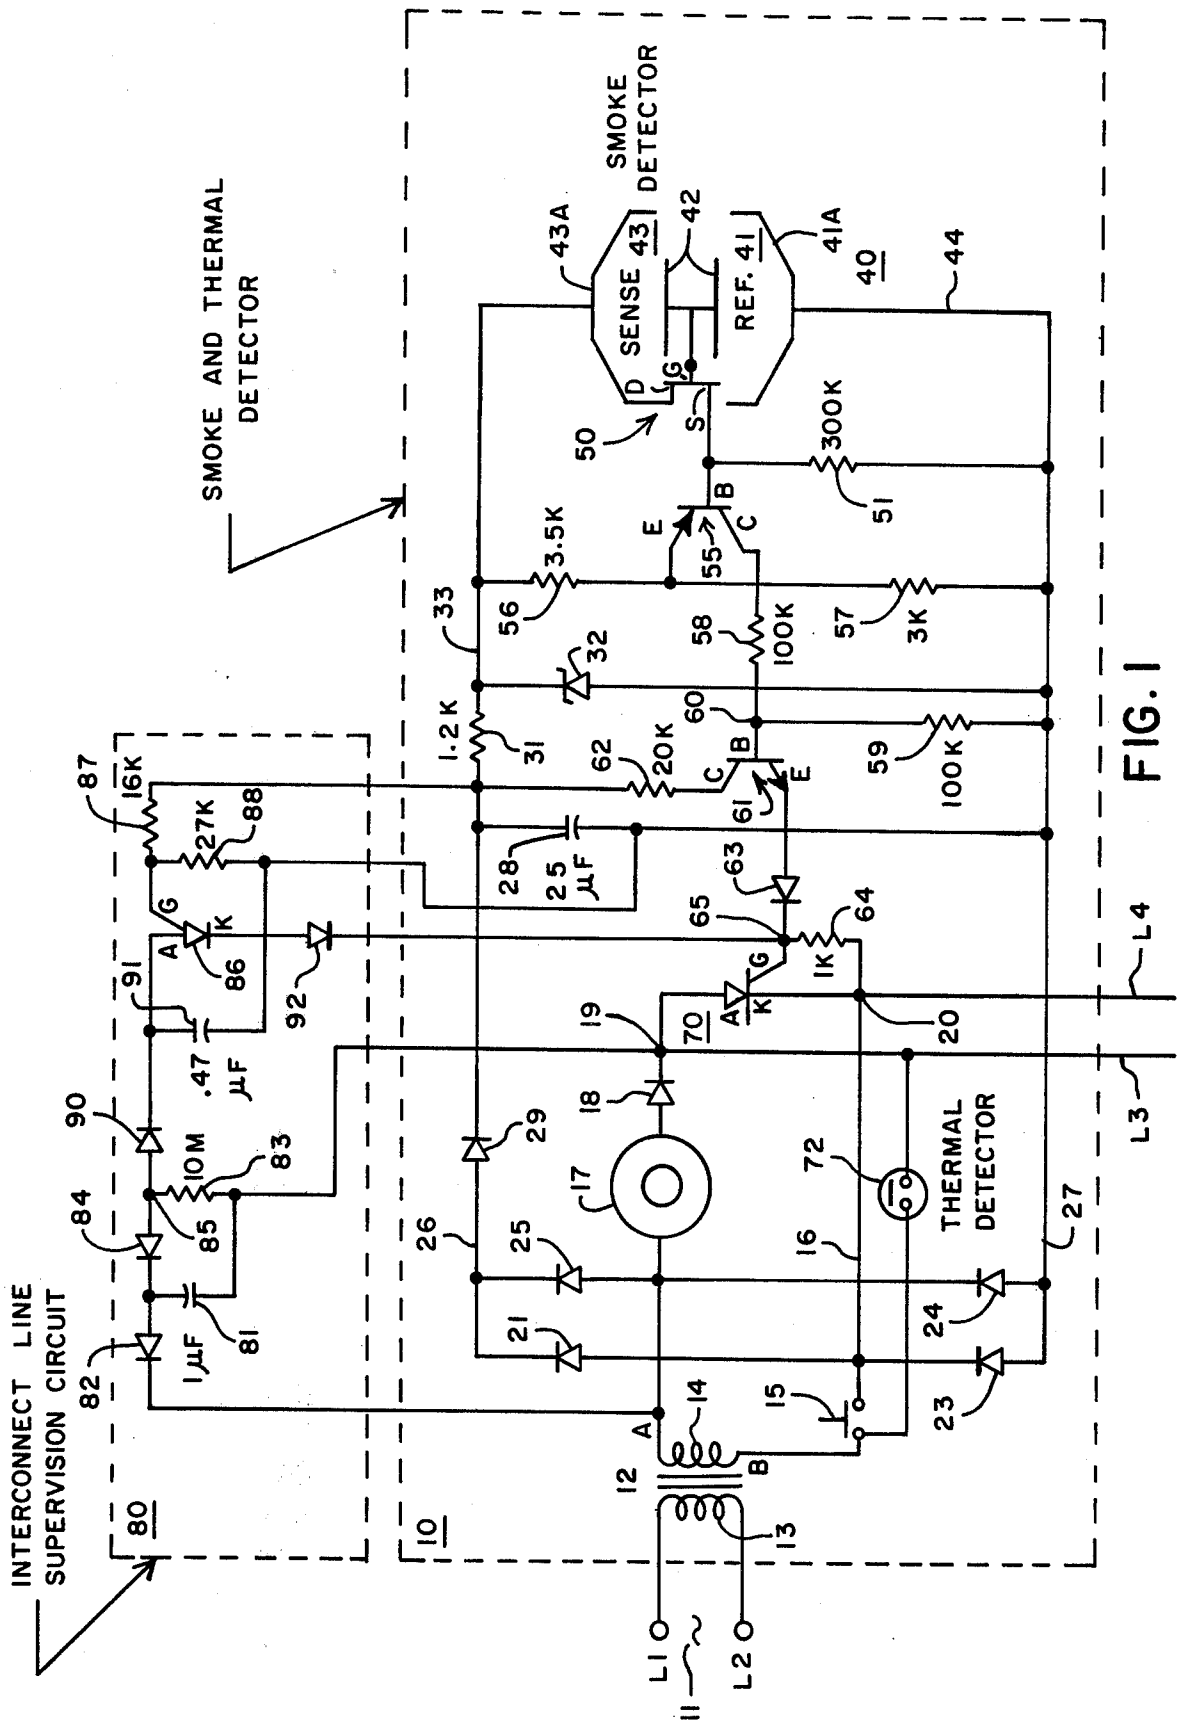 INTERCONNECT LINE
SUPERVISION CIRCUIT
80
82
1μF
81
84
85
10M
83
90
.47
μF
91
A
G
K
86
92
87
16K
27K
88
SMOKE AND THERMAL
DETECTOR
10
L1
L2
11
12
13
14
A
B
15
16
21
25
26
23
24
27
17
18
19
20
29
72
THERMAL
DETECTOR
L3
L4
28
25
μF
31
1.2K
33
32
62
20K
C
B
E
61
60
63
65
64
1K
G
A
K
70
59
100K
58
100K
56
3.5K
57
3K
E
B
C
55
51
300K
50
D
G
S
SENSE
43
43A
42
REF.
41
41A
40
44
SMOKE
DETECTOR
FIG. 1